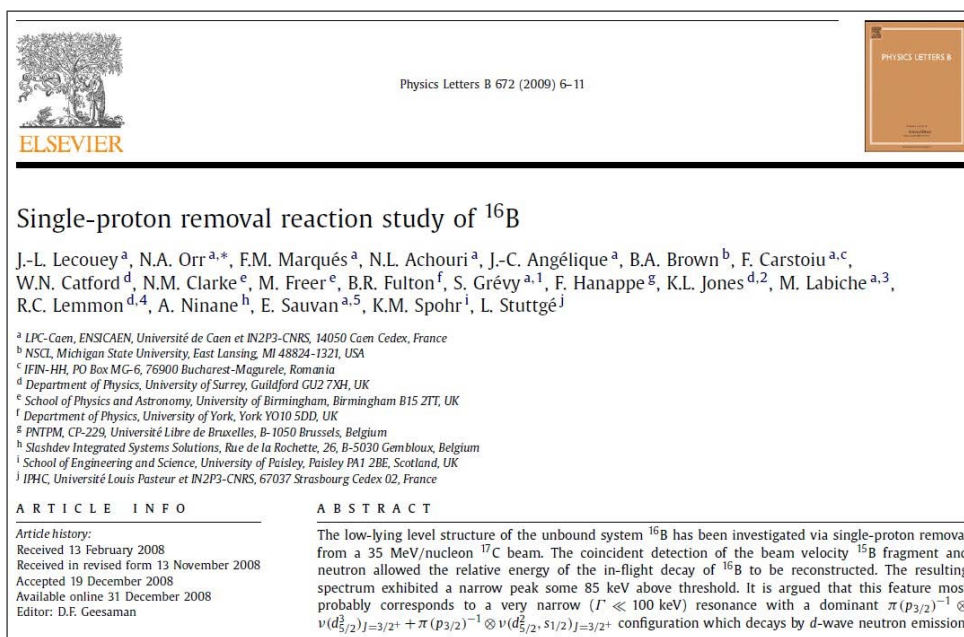 Physics Letters B 672 (2009) 6–11
PHYSICS LETTERS B
ELSEVIER
Single-proton removal reaction study of ¹⁶B
J.-L. Lecouey ᵃ, N.A. Orr ᵃ,*, F.M. Marqués ᵃ, N.L. Achouri ᵃ, J.-C. Angélique ᵃ, B.A. Brown ᵇ, F. Carstoiu ᵃ,ᶜ,
W.N. Catford ᵈ, N.M. Clarke ᵉ, M. Freer ᵉ, B.R. Fulton ᶠ, S. Grévy ᵃ,¹, F. Hanappe ᵍ, K.L. Jones ᵈ,², M. Labiche ᵃ,³,
R.C. Lemmon ᵈ,⁴, A. Ninane ʰ, E. Sauvan ᵃ,⁵, K.M. Spohr ⁱ, L. Stuttgé ʲ
ᵃ LPC-Caen, ENSICAEN, Université de Caen et IN2P3-CNRS, 14050 Caen Cedex, France
ᵇ NSCL, Michigan State University, East Lansing, MI 48824-1321, USA
ᶜ IFIN-HH, PO Box MG-6, 76900 Bucharest-Magurele, Romania
ᵈ Department of Physics, University of Surrey, Guildford GU2 7XH, UK
ᵉ School of Physics and Astronomy, University of Birmingham, Birmingham B15 2TT, UK
ᶠ Department of Physics, University of York, York YO10 5DD, UK
ᵍ PNTPM, CP-229, Université Libre de Bruxelles, B-1050 Brussels, Belgium
ʰ Slashdev Integrated Systems Solutions, Rue de la Rochette, 26, B-5030 Gembloux, Belgium
ⁱ School of Engineering and Science, University of Paisley, Paisley PA1 2BE, Scotland, UK
ʲ IPHC, Université Louis Pasteur et IN2P3-CNRS, 67037 Strasbourg Cedex 02, France
ARTICLE INFO
Article history:
Received 13 February 2008
Received in revised form 13 November 2008
Accepted 19 December 2008
Available online 31 December 2008
Editor: D.F. Geesaman
ABSTRACT
The low-lying level structure of the unbound system ¹⁶B has been investigated via single-proton removal
from a 35 MeV/nucleon ¹⁷C beam. The coincident detection of the beam velocity ¹⁵B fragment and
neutron allowed the relative energy of the in-flight decay of ¹⁶B to be reconstructed. The resulting
spectrum exhibited a narrow peak some 85 keV above threshold. It is argued that this feature most
probably corresponds to a very narrow (Γ ≪ 100 keV) resonance with a dominant π(p₃/₂)⁻¹ ⊗
ν(d³₅/₂)J=3/2⁺ + π(p₃/₂)⁻¹ ⊗ ν(d²₅/₂, s₁/₂)J=3/2⁺ configuration which decays by d-wave neutron emission